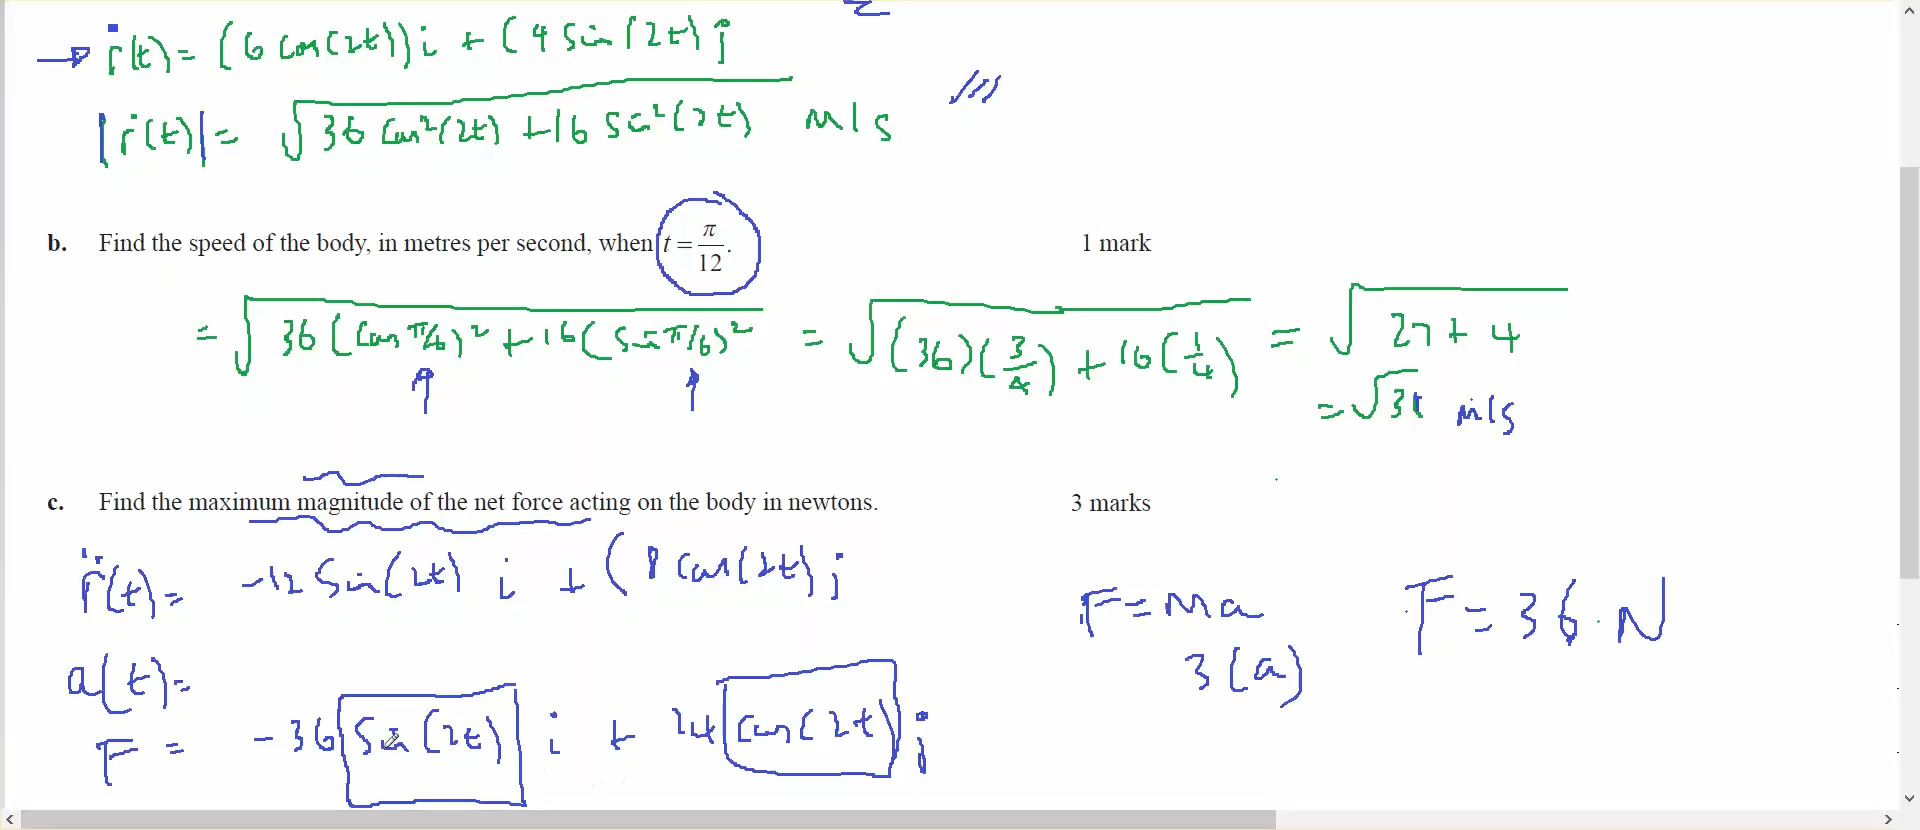 ṙ(t) = (6 cos(2t)) i + (4 sin(2t) j
|ṙ(t)| = √36 cos²(2t) + 16 sin²(2t) m/s
b. Find the speed of the body, in metres per second, when t = π/12. 1 mark
= √36(cos π/6)² + 16(sin π/6)² = √(36)(3/4) + 16(1/4) = √27 + 4
= √31 m/s
c. Find the maximum magnitude of the net force acting on the body in newtons. 3 marks
r̈(t) = -12 sin(2t) i + (8 cos(2t) j
F = ma F = 36 N
3(a)
a(t) =
F = -36 sin(2t) i + 24 cos(2t) j